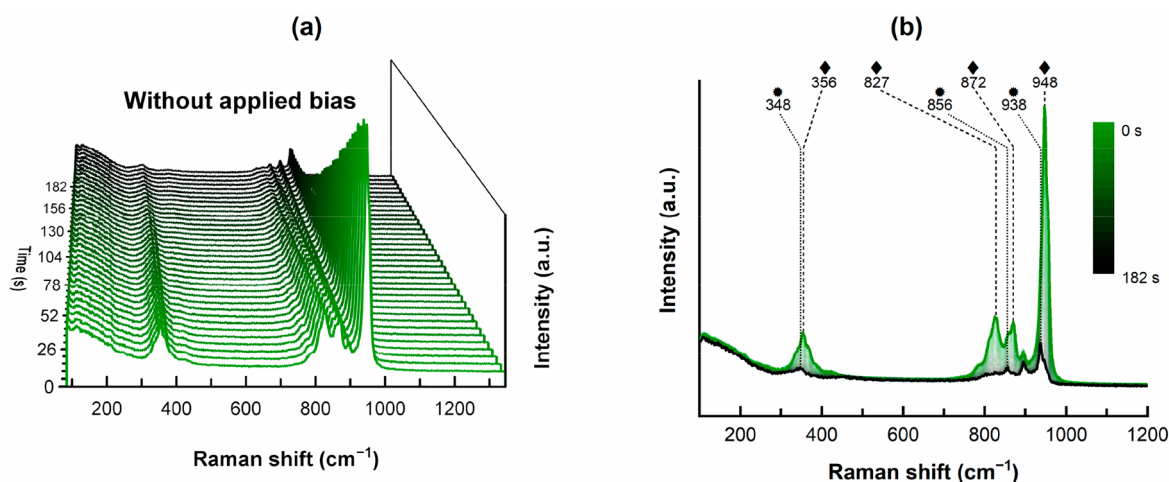 (a)
Without applied bias
182
156
130
104
78
52
26
0
Time (s)
200 400 600 800 1000 1200
Raman shift (cm⁻¹)
Intensity (a.u.)
(b)
356 827 872 948
348 856 938
0 s
182 s
Intensity (a.u.)
200 400 600 800 1000 1200
Raman shift (cm⁻¹)